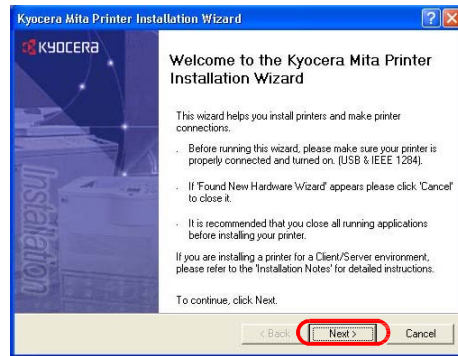 Kyocera Mita Printer Installation Wizard
KYOCERA
Welcome to the Kyocera Mita Printer
Installation Wizard
This wizard helps you install printers and make printer
connections.
- Before running this wizard, please make sure your printer is
properly connected and turned on. (USB & IEEE 1284).
- If 'Found New Hardware Wizard' appears please click 'Cancel'
to close it.
- It is recommended that you close all running applications
before installing your printer.
If you are installing a printer for a Client/Server environment,
please refer to the 'Installation Notes' for detailed instructions.
Installation
To continue, click Next.
< Back
Next >
Cancel